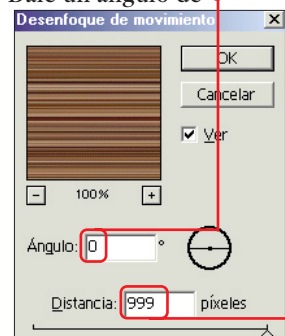 Dale un ángulo de
Desenfoque de movimiento
OK
Cancelar
Ver
100%
Ángulo: 0 °
Distancia: 999 píxeles